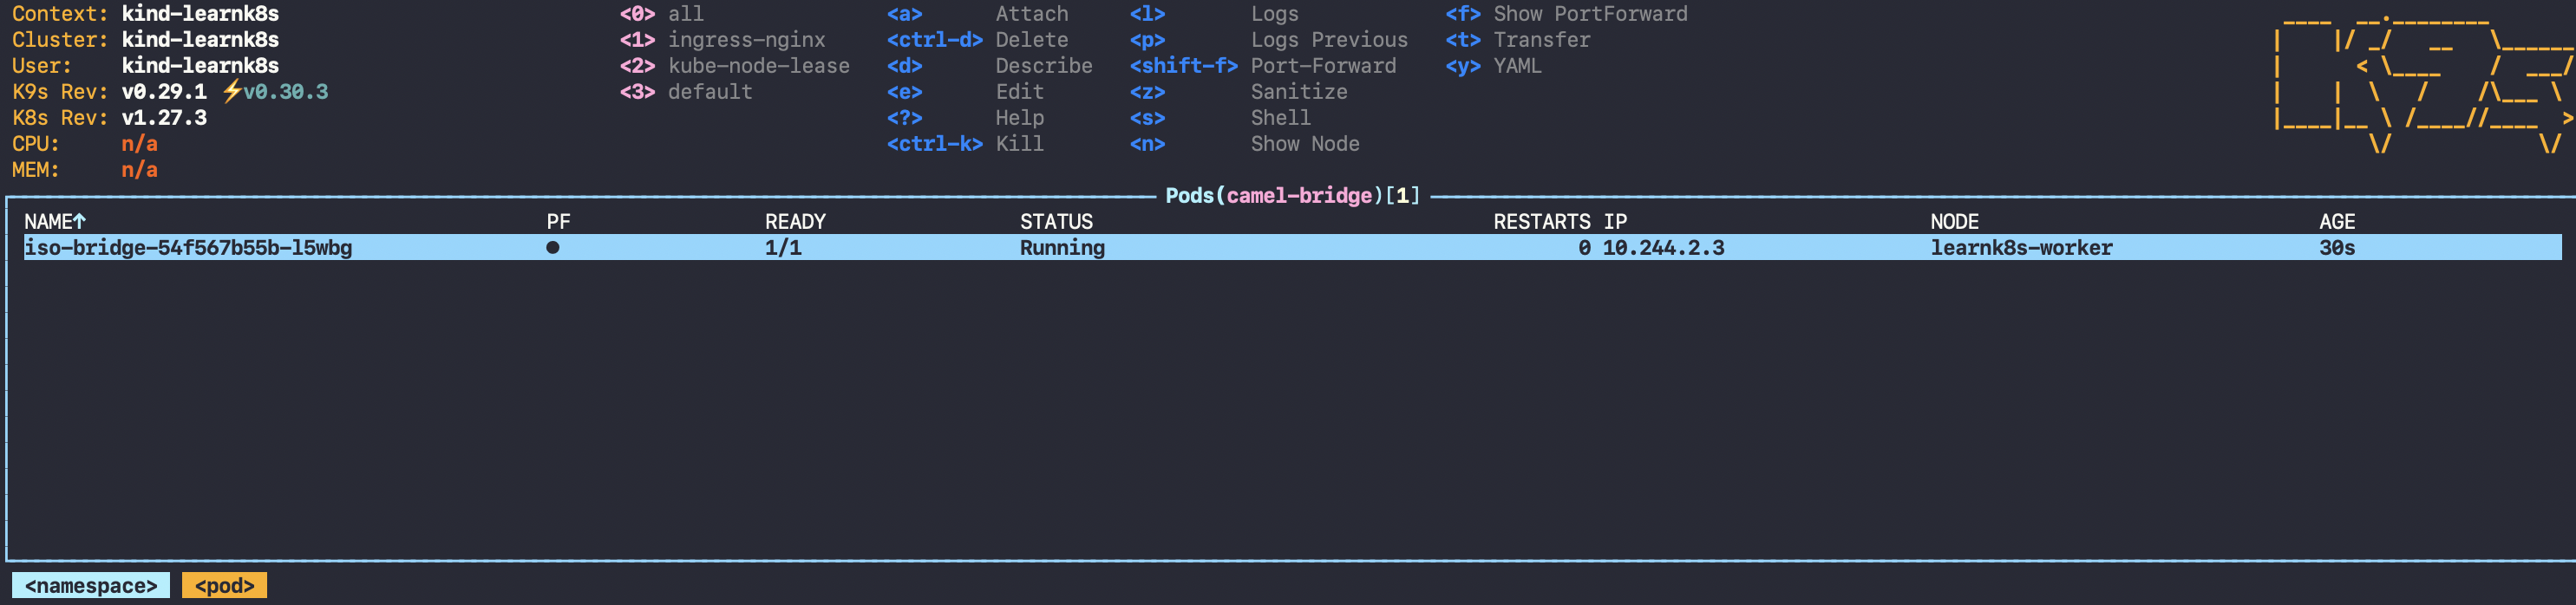 Context: kind-learnk8s <0> all <a> Attach <l> Logs <f> Show PortForward
Cluster: kind-learnk8s <1> ingress-nginx <ctrl-d> Delete <p> Logs Previous <t> Transfer
User: kind-learnk8s <2> kube-node-lease <d> Describe <shift-f> Port-Forward <y> YAML
K9s Rev: v0.29.1 ⚡v0.30.3 <3> default <e> Edit <z> Sanitize
K8s Rev: v1.27.3 <?> Help <s> Shell
CPU: n/a <ctrl-k> Kill <n> Show Node
MEM: n/a
Pods(camel-bridge)[1]
NAME↑ PF READY STATUS RESTARTS IP NODE AGE
iso-bridge-54f567b55b-l5wbg ● 1/1 Running 0 10.244.2.3 learnk8s-worker 30s
<namespace> <pod>